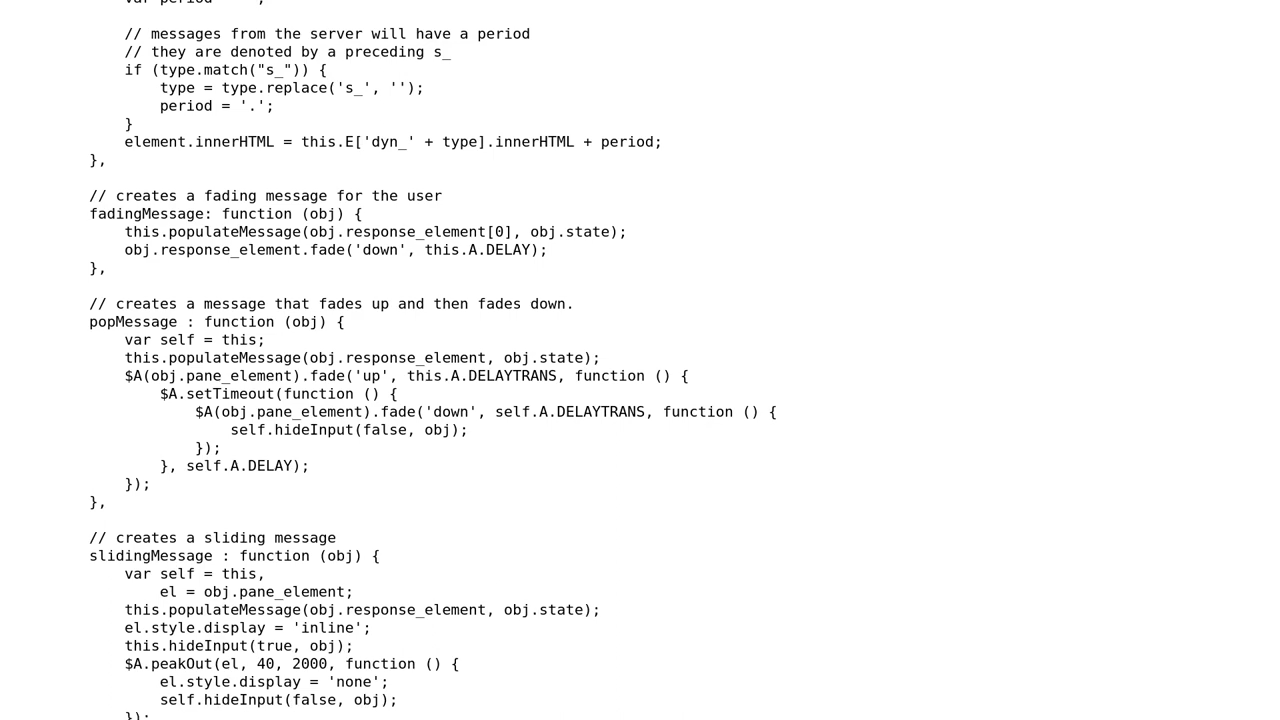 var period = '';
// messages from the server will have a period
// they are denoted by a preceding s_
if (type.match("s_")) {
type = type.replace('s_', '');
period = '.';
}
element.innerHTML = this.E['dyn_' + type].innerHTML + period;
},
// creates a fading message for the user
fadingMessage: function (obj) {
this.populateMessage(obj.response_element[0], obj.state);
obj.response_element.fade('down', this.A.DELAY);
},
// creates a message that fades up and then fades down.
popMessage : function (obj) {
var self = this;
this.populateMessage(obj.response_element, obj.state);
$A(obj.pane_element).fade('up', this.A.DELAYTRANS, function () {
$A.setTimeout(function () {
$A(obj.pane_element).fade('down', self.A.DELAYTRANS, function () {
self.hideInput(false, obj);
});
}, self.A.DELAY);
});
},
// creates a sliding message
slidingMessage : function (obj) {
var self = this,
el = obj.pane_element;
this.populateMessage(obj.response_element, obj.state);
el.style.display = 'inline';
this.hideInput(true, obj);
$A.peakOut(el, 40, 2000, function () {
el.style.display = 'none';
self.hideInput(false, obj);
});